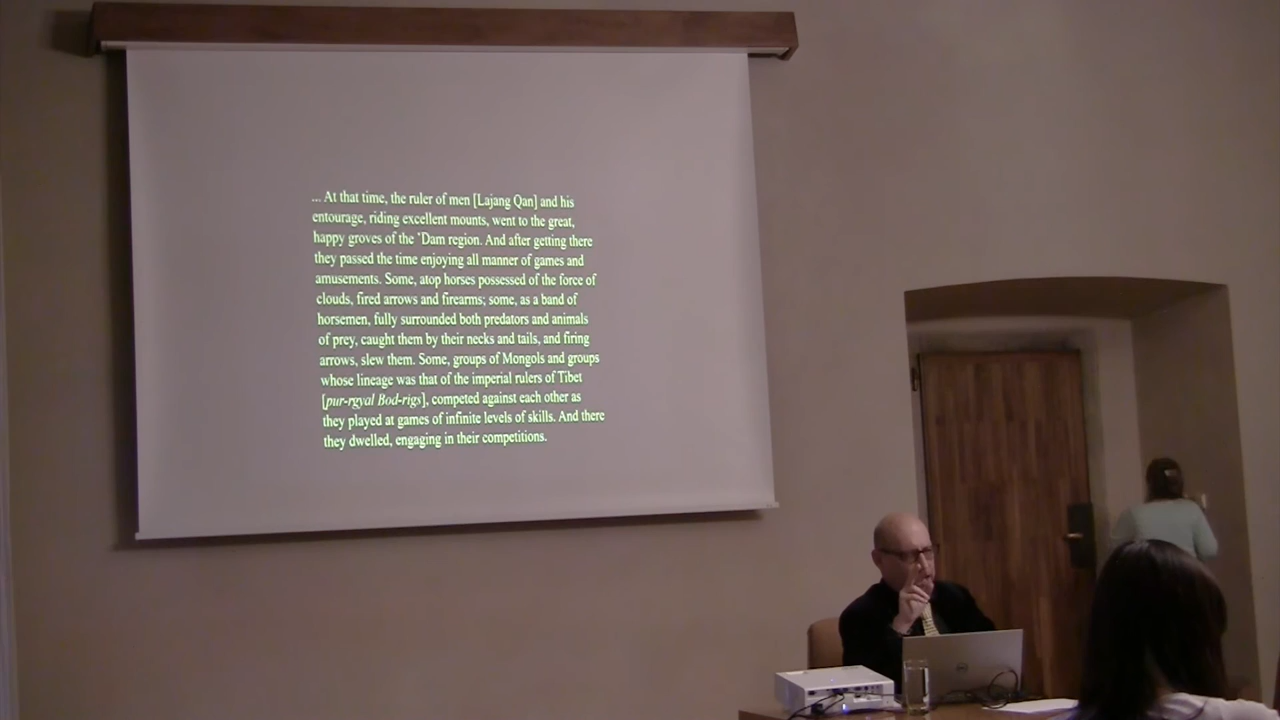 ... At that time, the ruler of men [Lajang Qan] and his
entourage, riding excellent mounts, went to the great,
happy groves of the 'Dam region. And after getting there
they passed the time enjoying all manner of games and
amusements. Some, atop horses possessed of the force of
clouds, fired arrows and firearms; some, as a band of
horsemen, fully surrounded both predators and animals
of prey, caught them by their necks and tails, and firing
arrows, slew them. Some, groups of Mongols and groups
whose lineage was that of the imperial rulers of Tibet
[pur-rgyal Bod-rigs], competed against each other as
they played at games of infinite levels of skills. And there
they dwelled, engaging in their competitions.